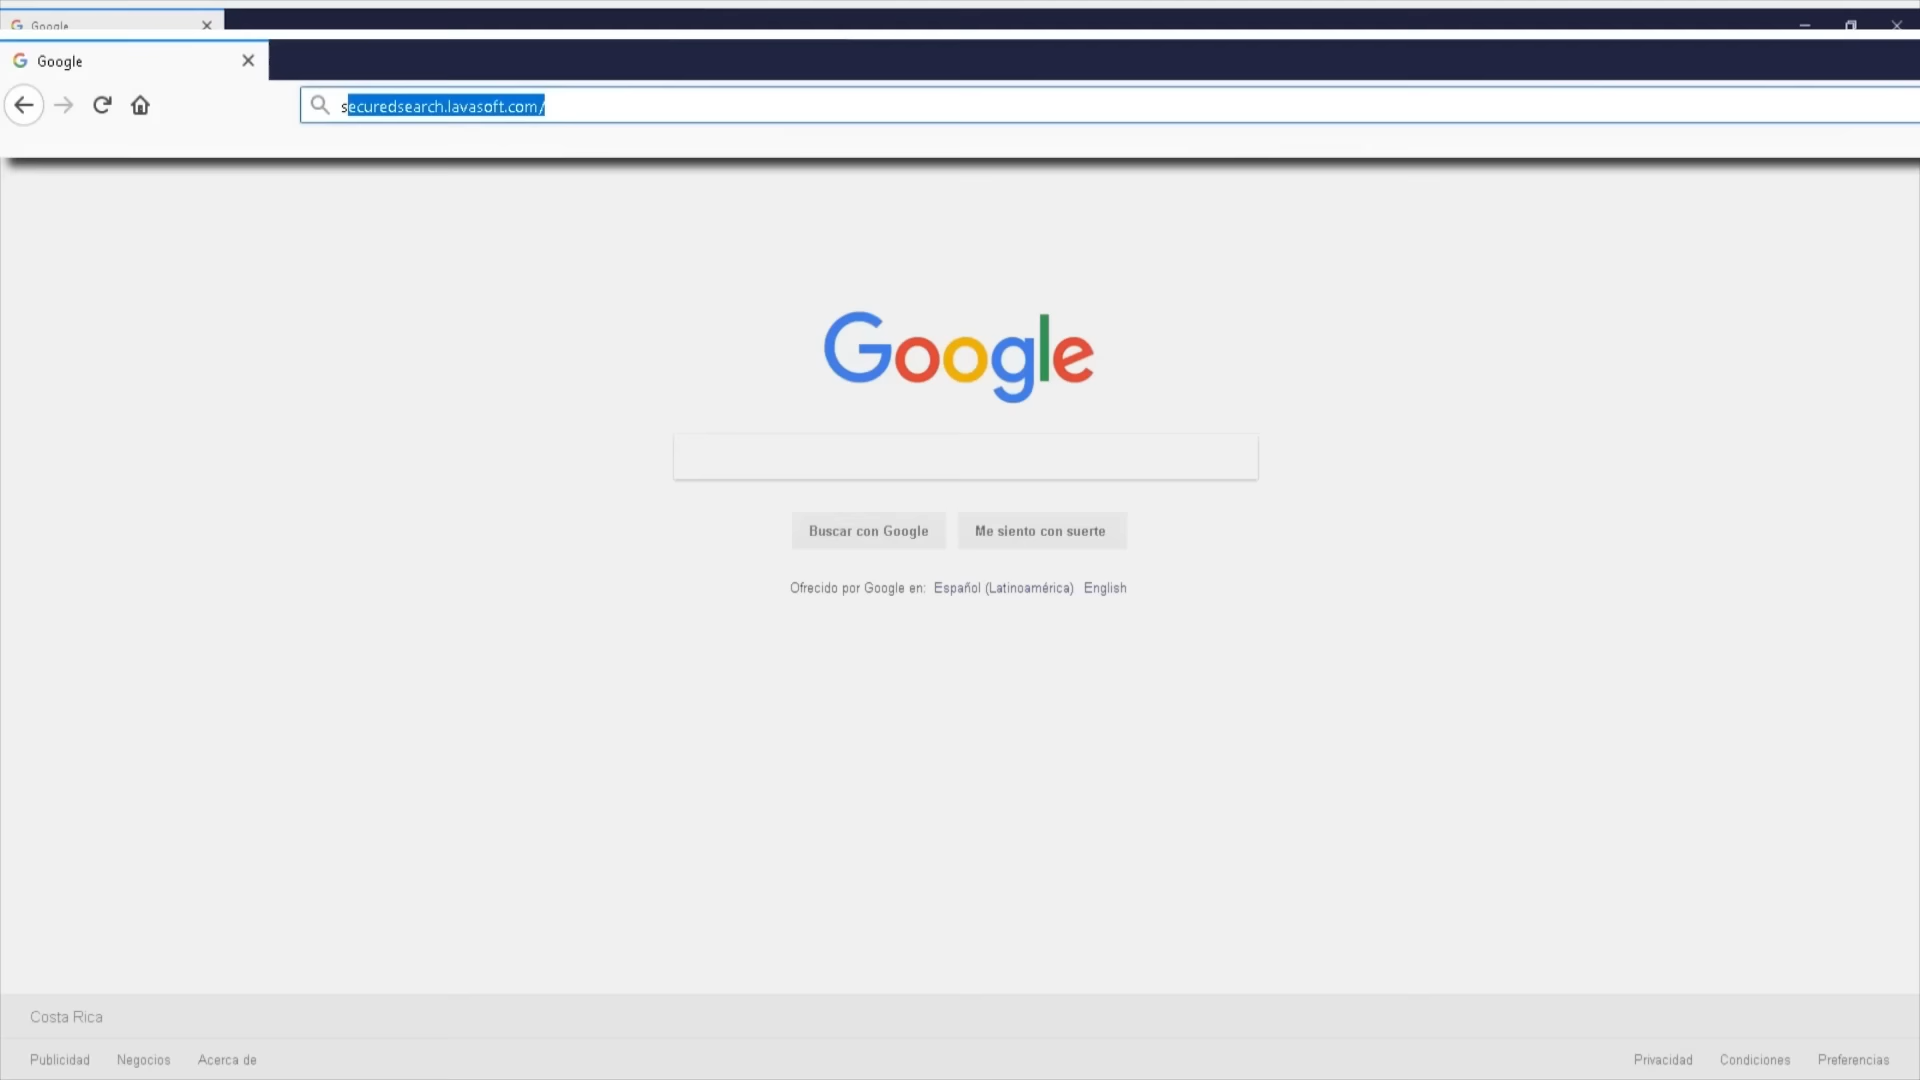 Google
Google
securedsearch.lavasoft.com/
Google
Buscar con Google Me siento con suerte
Ofrecido por Google en: Español (Latinoamérica) English
Costa Rica
Publicidad Negocios Acerca de Privacidad Condiciones Preferencias